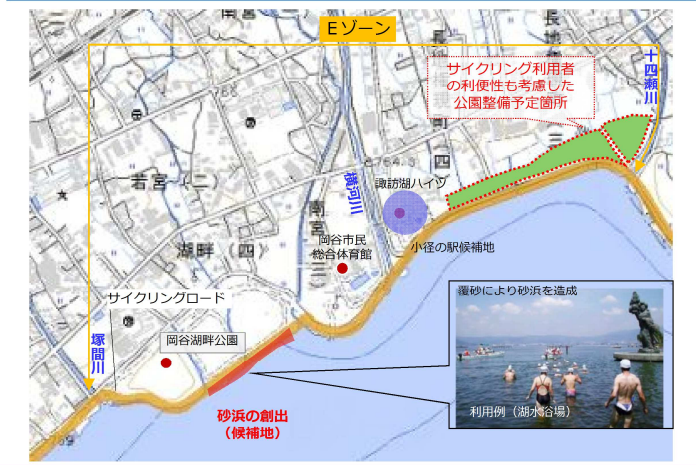 Eゾーン
サイクリング利用者
の利便性も考慮した
公園整備予定箇所
十四瀬川
横河川
諏訪湖ハイツ
若宮（二）
南宮（三）
岡谷市民
総合体育館
小径の駅候補地
湖畔（四）
サイクリングロード
岡谷湖畔公園
塚間川
砂浜の創出
（候補地）
覆砂により砂浜を造成
利用例（湖水浴場）